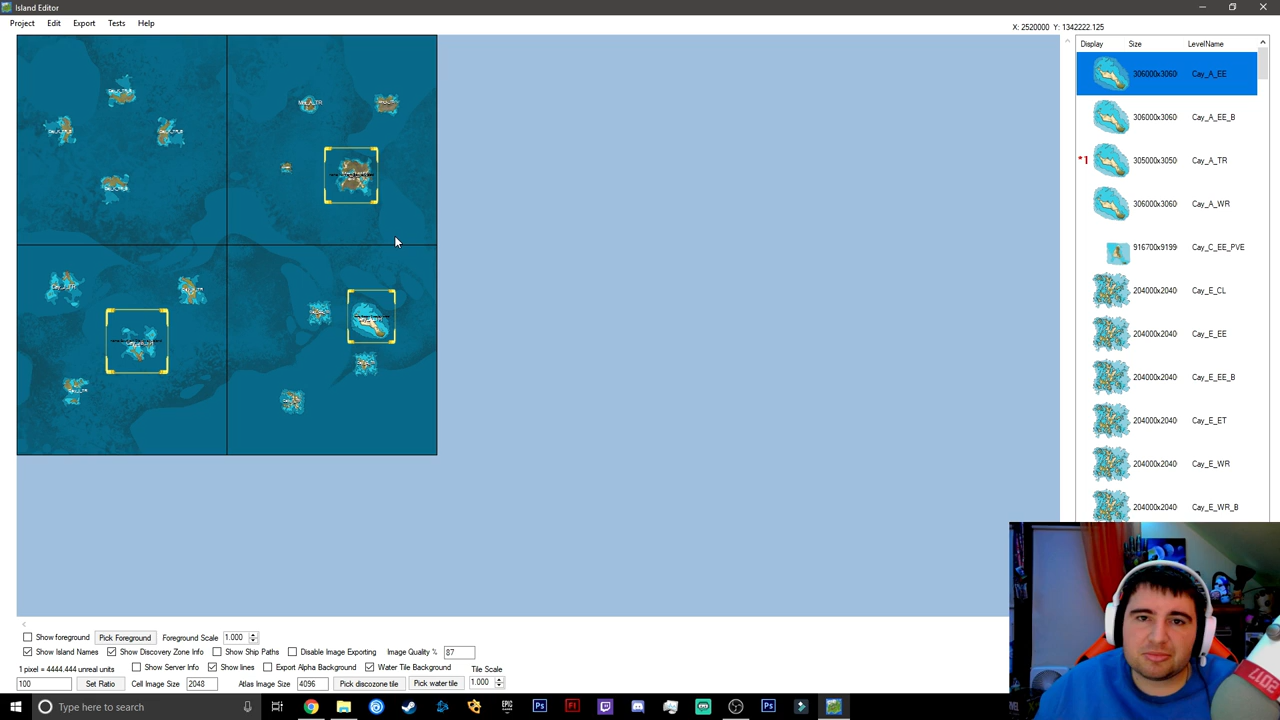 Island Editor
Project Edit Export Tests Help
X: 2520000 Y: 1342222.125
Display Size LevelName
306000x3060 Cay_A_EE
306000x3060 Cay_A_EE_B
*1 305000x3050 Cay_A_TR
306000x3060 Cay_A_WR
916700x9199 Cay_C_EE_PVE
204000x2040 Cay_E_CL
204000x2040 Cay_E_EE
204000x2040 Cay_E_EE_B
204000x2040 Cay_E_ET
204000x2040 Cay_E_WR
204000x2040 Cay_E_WR_B
Show foreground Pick Foreground Foreground Scale 1.000
Show Island Names Show Discovery Zone Info Show Ship Paths Disable Image Exporting Image Quality % 87
1 pixel = 4444.444 unreal units Show Server Info Show lines Export Alpha Background Water Tile Background Tile Scale
100 Set Ratio Cell Image Size 2048 Atlas Image Size 4096 Pick discozone tile Pick water tile 1.000
Type here to search
EPIC Ps Fl Ps